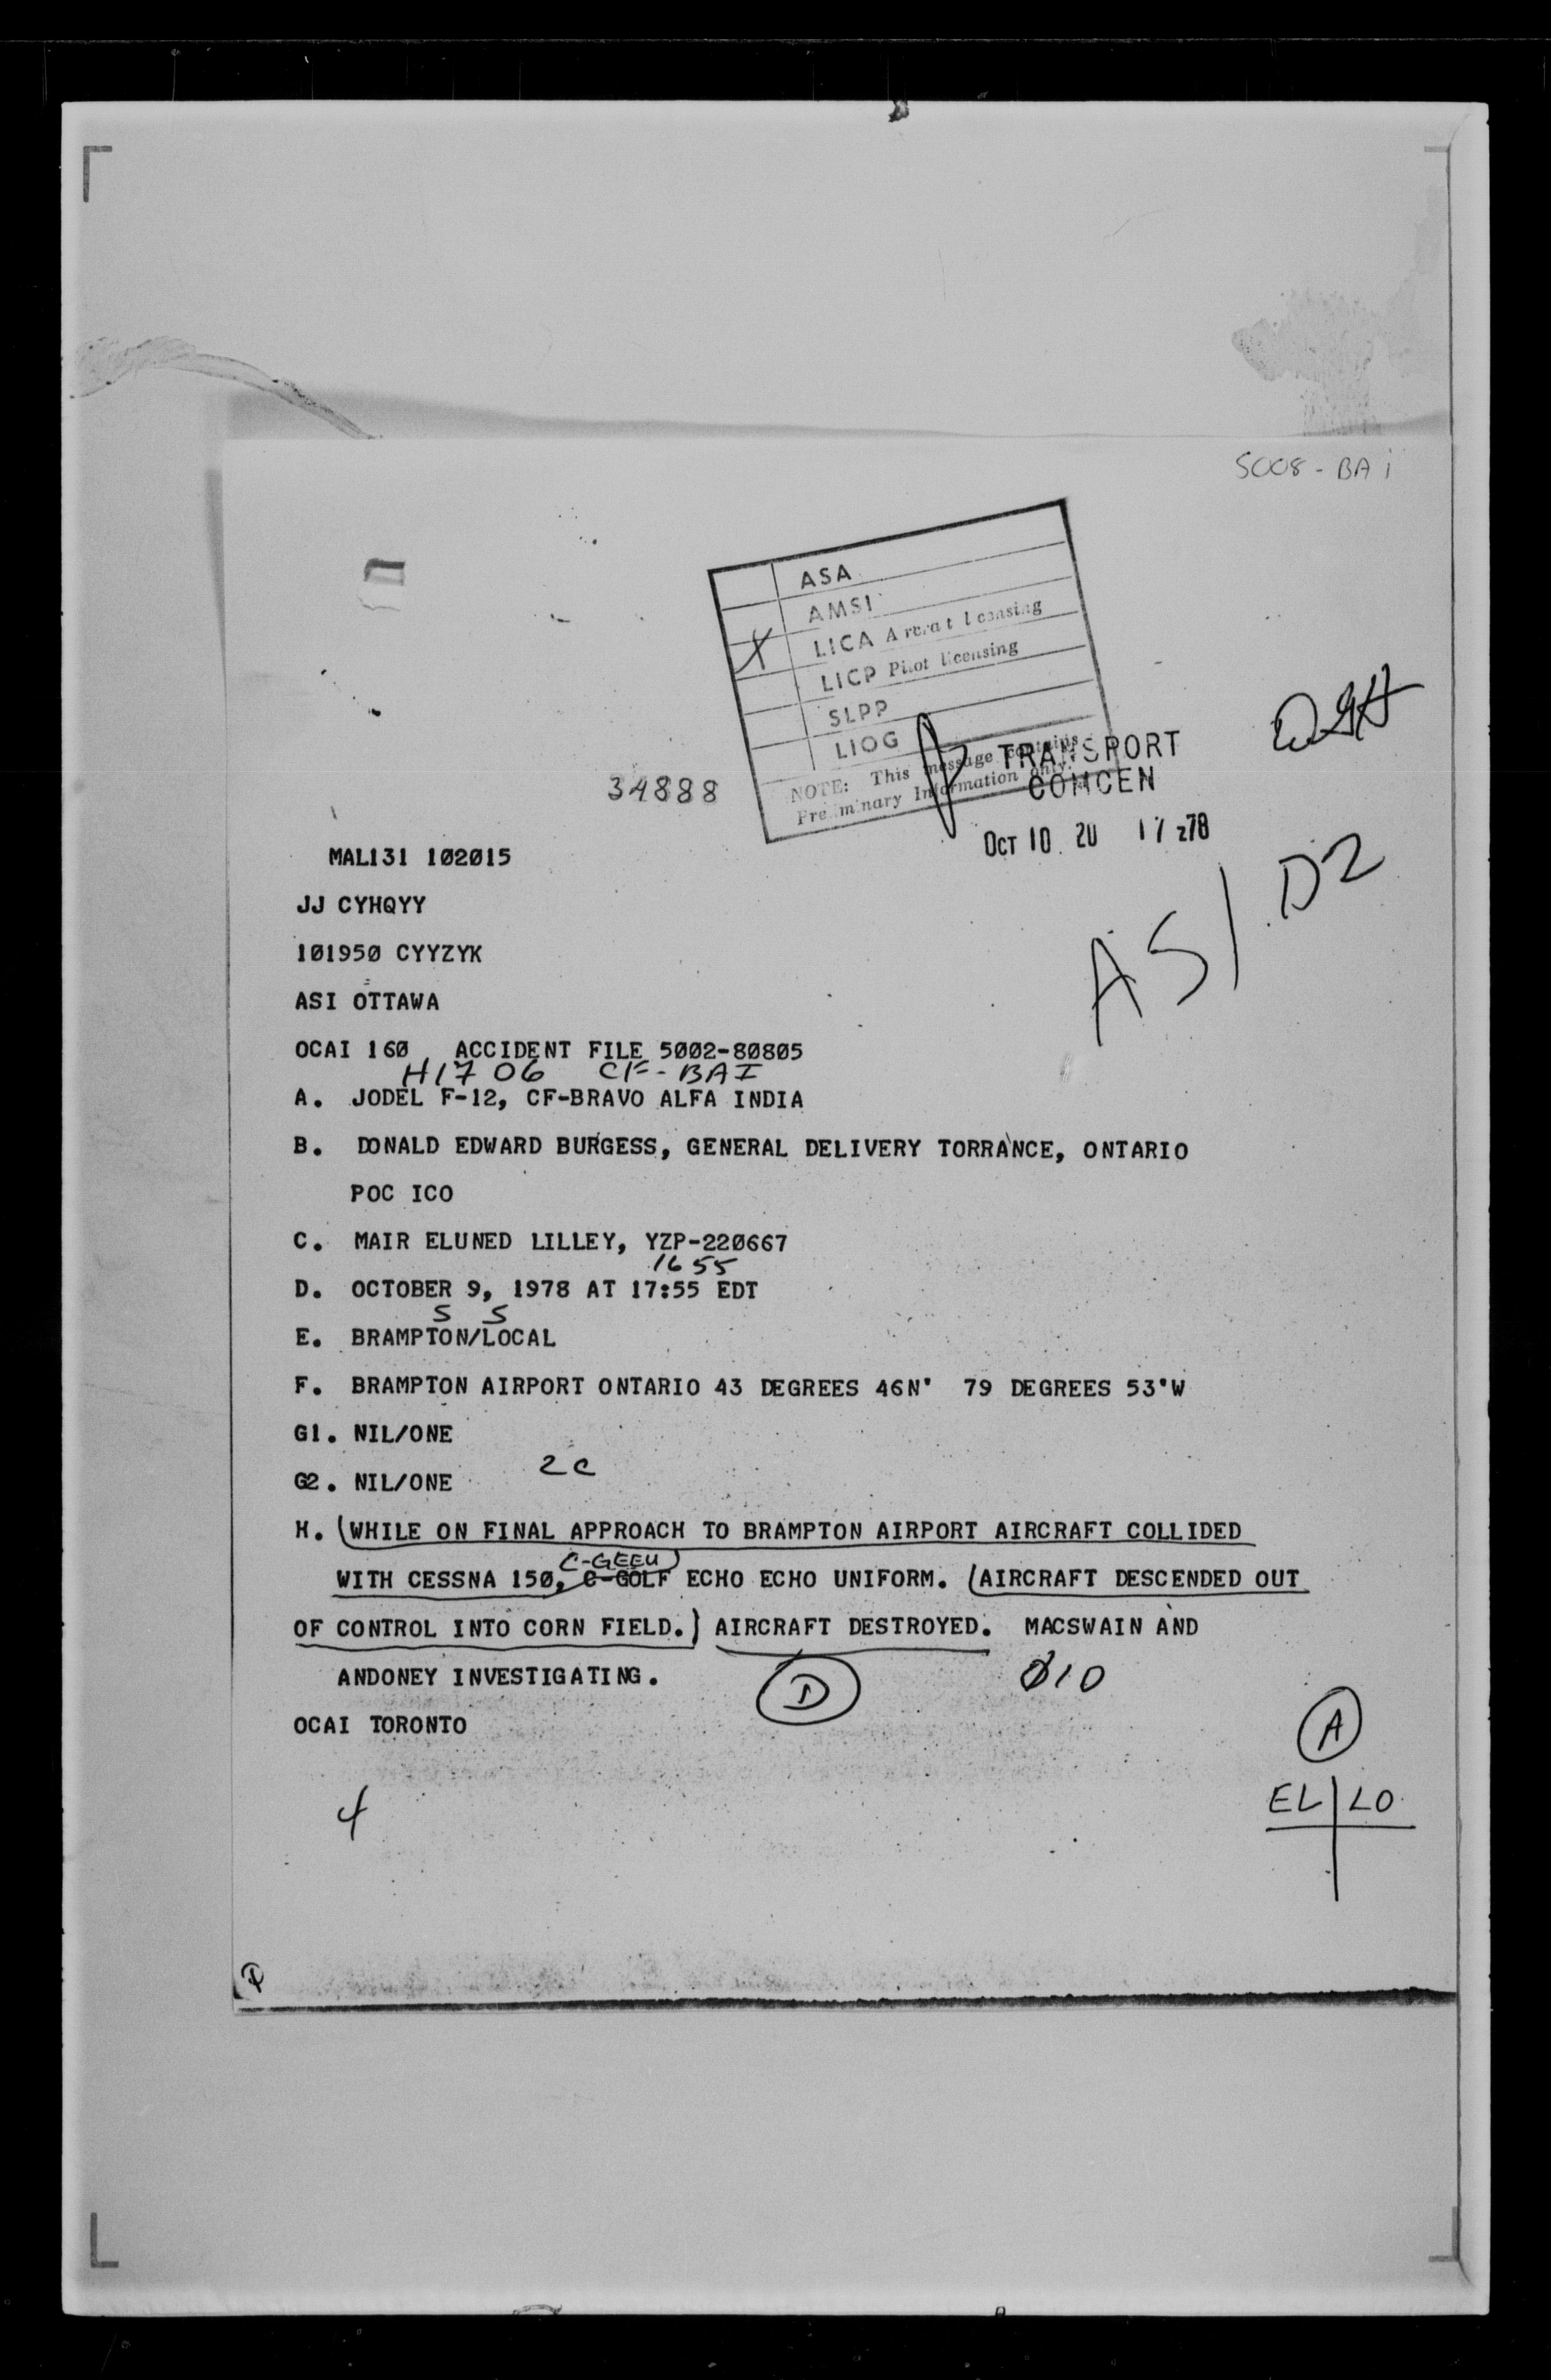 5008-BAI
ASA
AMSI
X LICA Aircraft licensing
LICP Pilot licensing
SLPP
LIOG
NOTE: This message contains
Preliminary Information only.
TRANSPORT
COMCEN
OCT 10 20 17 Z78
34888
ASI D2
MAL131 102015
JJ CYHQYY
101950 CYYZYK
ASI OTTAWA
OCAI 160 ACCIDENT FILE 5002-80805
H1706 CF-BAI
A. JODEL F-12, CF-BRAVO ALFA INDIA
B. DONALD EDWARD BURGESS, GENERAL DELIVERY TORRANCE, ONTARIO
POC ICO
C. MAIR ELUNED LILLEY, YZP-220667
1655
D. OCTOBER 9, 1978 AT 17:55 EDT
S S
E. BRAMPTON/LOCAL
F. BRAMPTON AIRPORT ONTARIO 43 DEGREES 46N' 79 DEGREES 53'W
G1. NIL/ONE
2C
G2. NIL/ONE
H. (WHILE ON FINAL APPROACH TO BRAMPTON AIRPORT AIRCRAFT COLLIDED
C-GEEU)
WITH CESSNA 150, C-GOLF ECHO ECHO UNIFORM. (AIRCRAFT DESCENDED OUT
OF CONTROL INTO CORN FIELD.) AIRCRAFT DESTROYED. MACSWAIN AND
ANDONEY INVESTIGATING.
D
010
OCAI TORONTO
A
EL LO
4
P